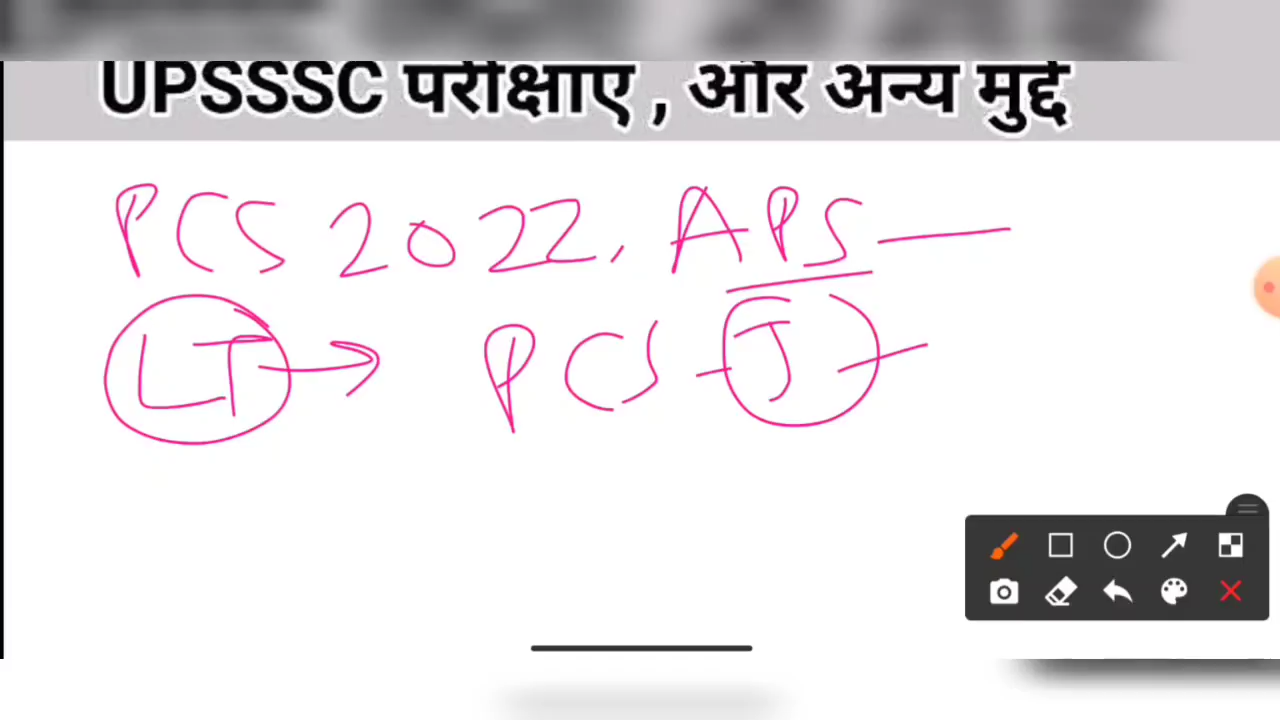 UPSSSC परीक्षाए , और अन्य मुद्दे
PCS 2022, APS —
LT → PCS - J -